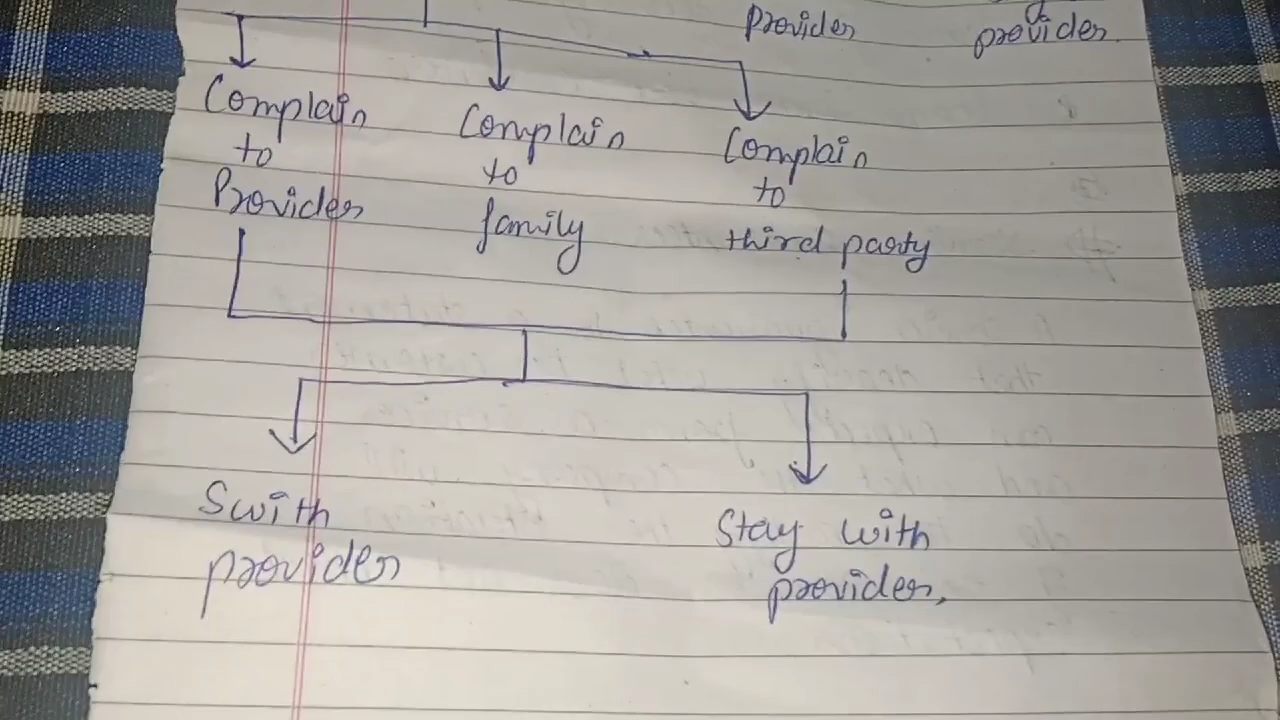 Provider
provider.
Complain
to
Provider
Complain
to
family
Complain
to
third party
Swith
provider
Stay with
provider,